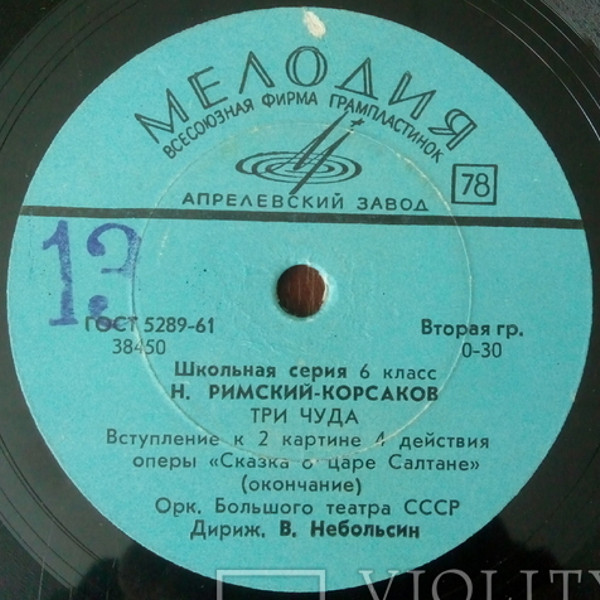 МЕЛОДИЯ
ВСЕСОЮЗНАЯ ФИРМА ГРАМПЛАСТИНОК
78
АПРЕЛЕВСКИЙ ЗАВОД
13
ГОСТ 5289-61
Вторая гр.
38450
0-30
Школьная серия 6 класс
Н. РИМСКИЙ-КОРСАКОВ
ТРИ ЧУДА
Вступление к 2 картине 4 действия
оперы «Сказка о царе Салтане»
(окончание)
Орк. Большого театра СССР
Дириж. В. Небольсин
VIOLITY